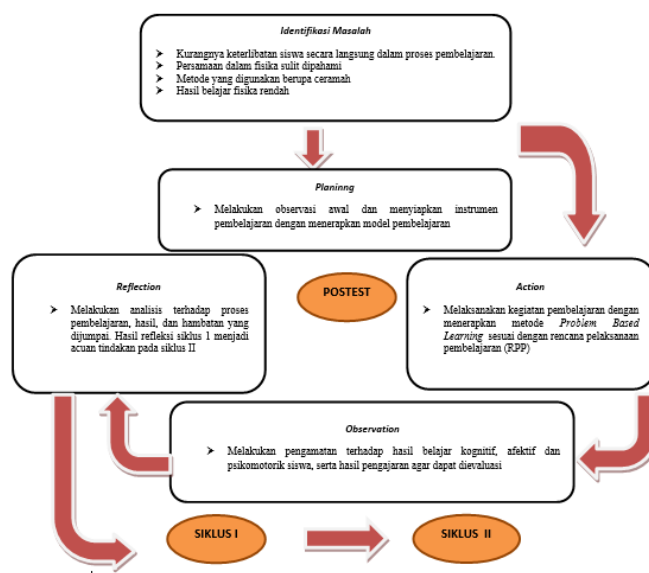 Identifikasi Masalah
➤ Kurangnya keterlibatan siswa secara langsung dalam proses pembelajaran.
➤ Persamaan dalam fisika sulit dipahami
➤ Metode yang digunakan berupa ceramah
➤ Hasil belajar fisika rendah
Planinng
➤ Melakukan observasi awal dan menyiapkan instrumen
pembelajaran dengan menerapkan model pembelajaran
Reflection
➤ Melakukan analisis terhadap proses
pembelajaran, hasil, dan hambatan yang
dijumpai. Hasil refleksi siklus 1 menjadi
acuan tindakan pada siklus II
POSTEST
Action
➤ Melaksanakan kegiatan pembelajaran dengan
menerapkan metode Problem Based
Learning sesuai dengan rencana pelaksanaan
pembelajaran (RPP)
Observation
➤ Melakukan pengamatan terhadap hasil belajar kognitif, afektif dan
psikomotorik siswa, serta hasil pengajaran agar dapat dievaluasi
SIKLUS I
SIKLUS II